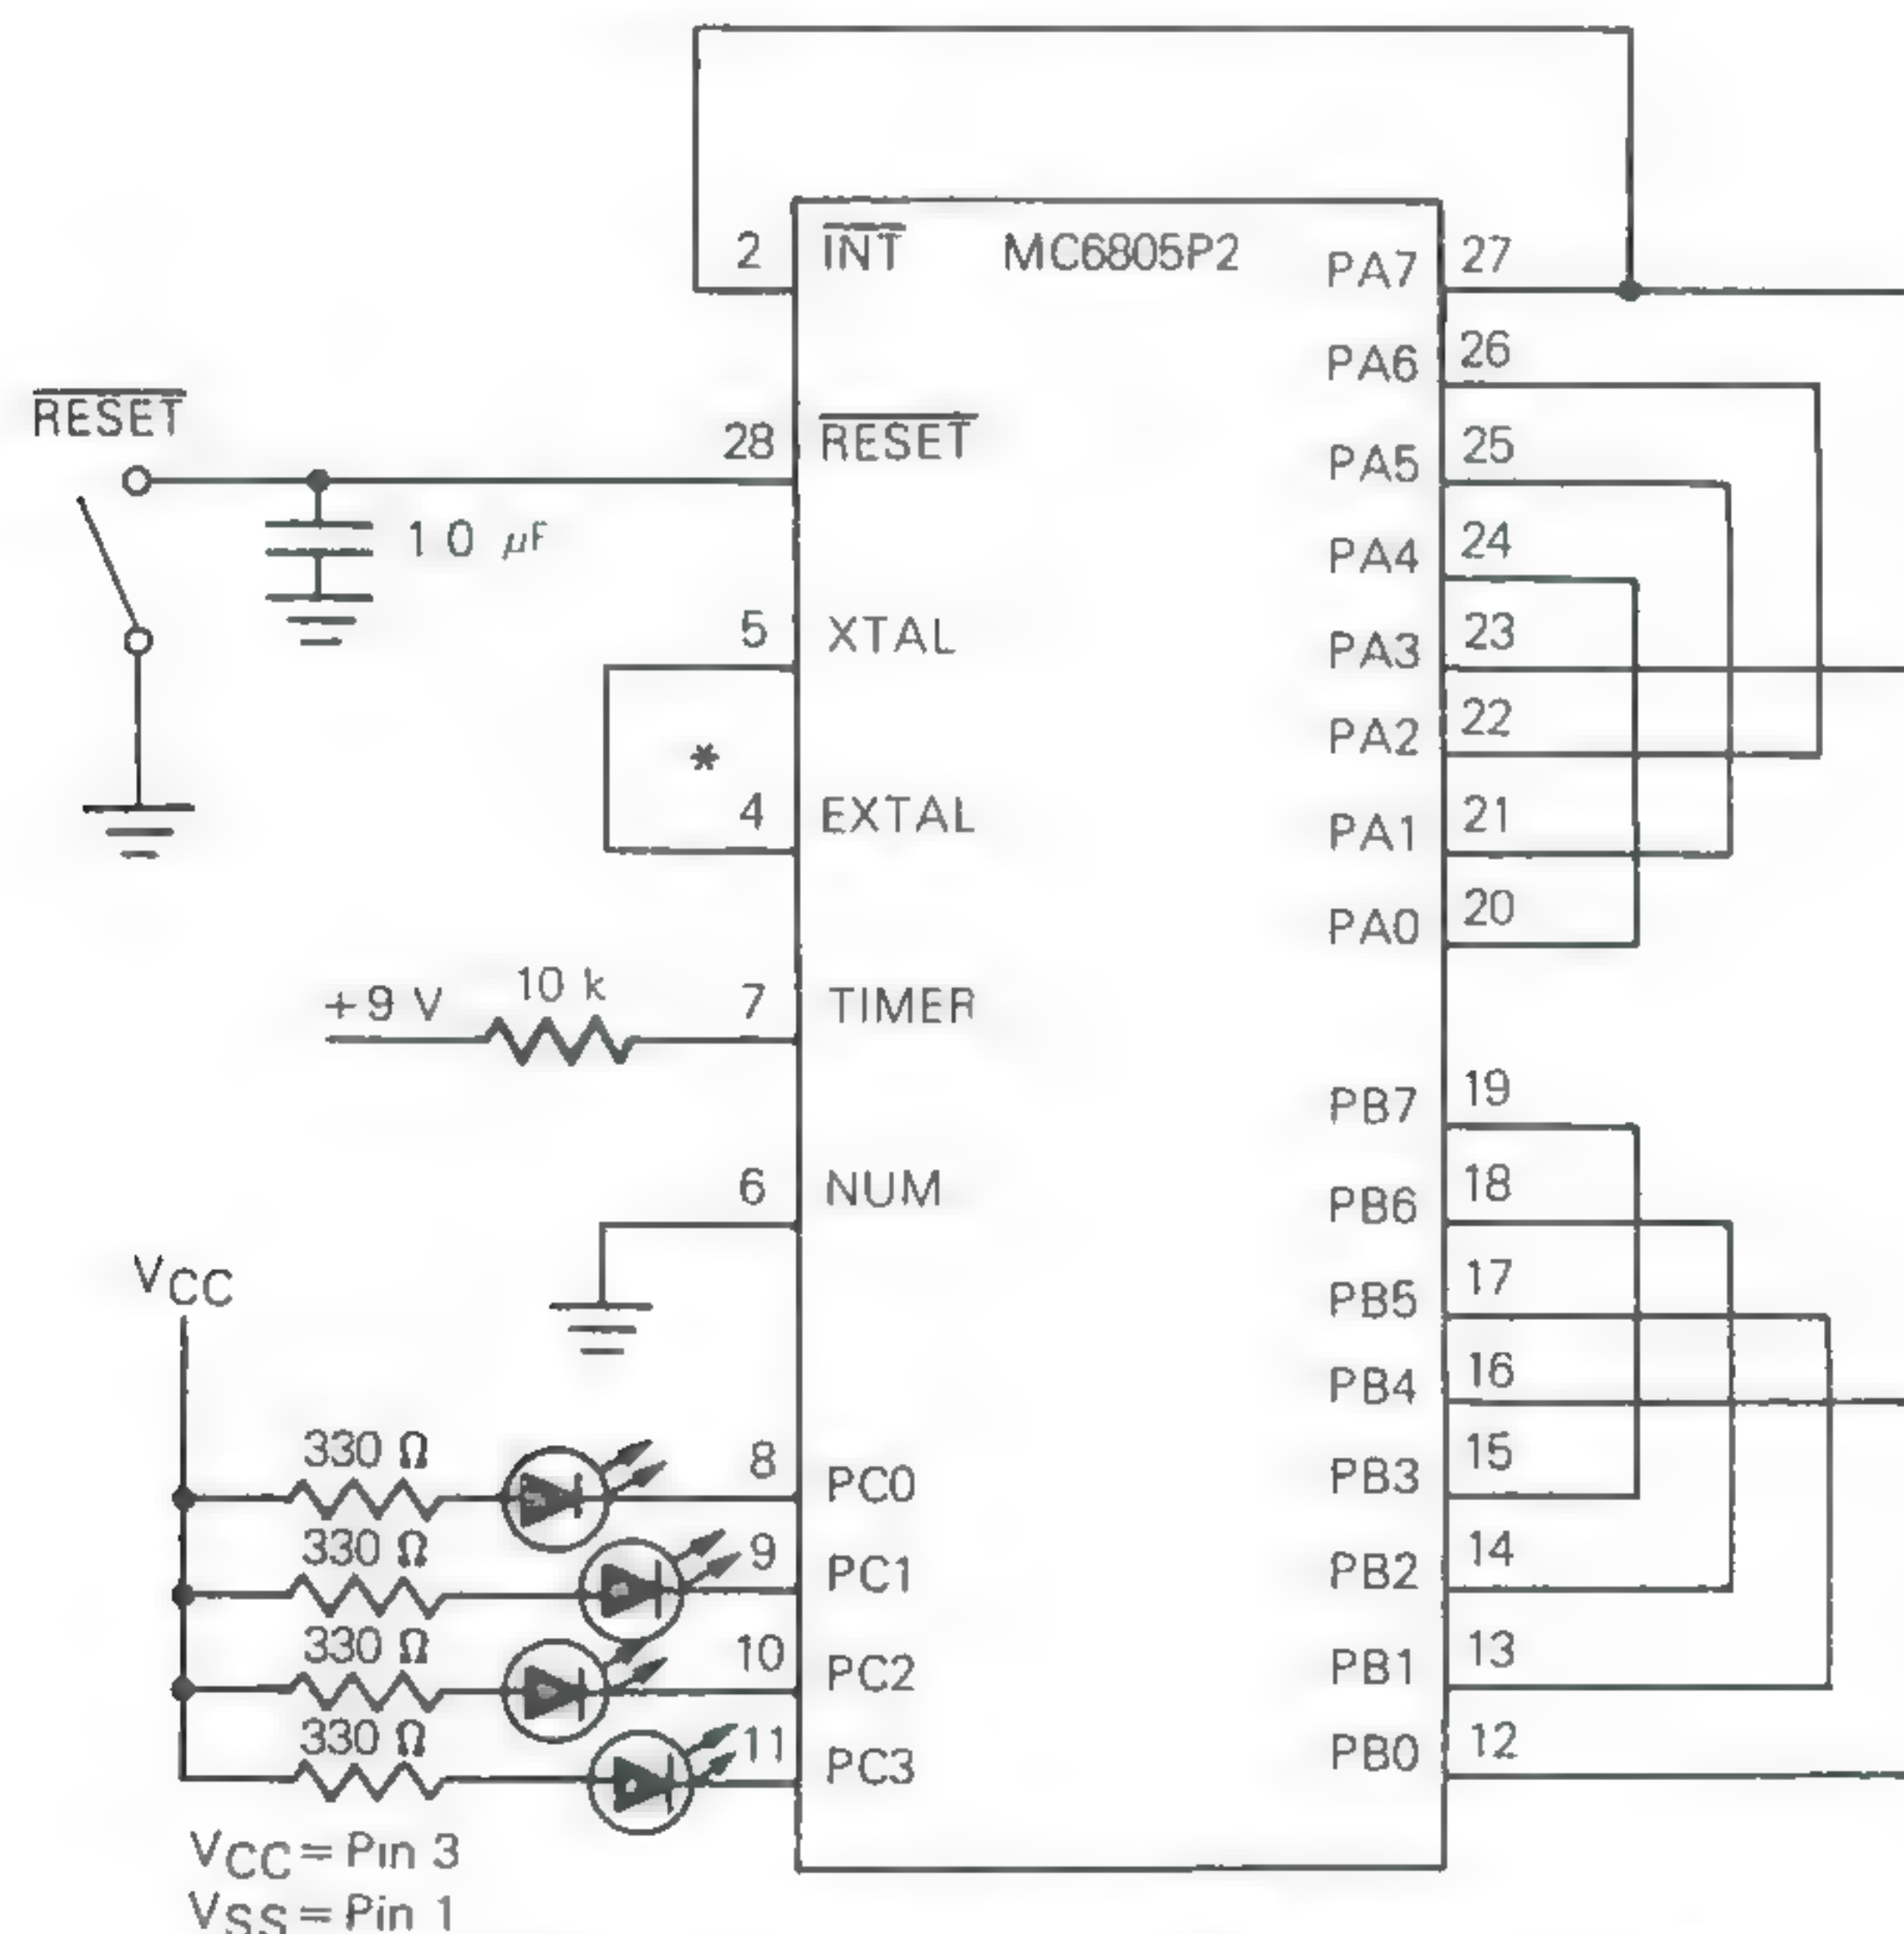 INT MC6805P2
2
RESET
28 RESET
10 µF
5 XTAL
*
4 EXTAL
+9 V 10 k 7 TIMER
6 NUM
VCC
330 Ω 8 PC0
330 Ω 9 PC1
330 Ω 10 PC2
330 Ω 11 PC3
VCC = Pin 3
VSS = Pin 1
PA7 27
PA6 26
PA5 25
PA4 24
PA3 23
PA2 22
PA1 21
PA0 20
PB7 19
PB6 18
PB5 17
PB4 16
PB3 15
PB2 14
PB1 13
PB0 12